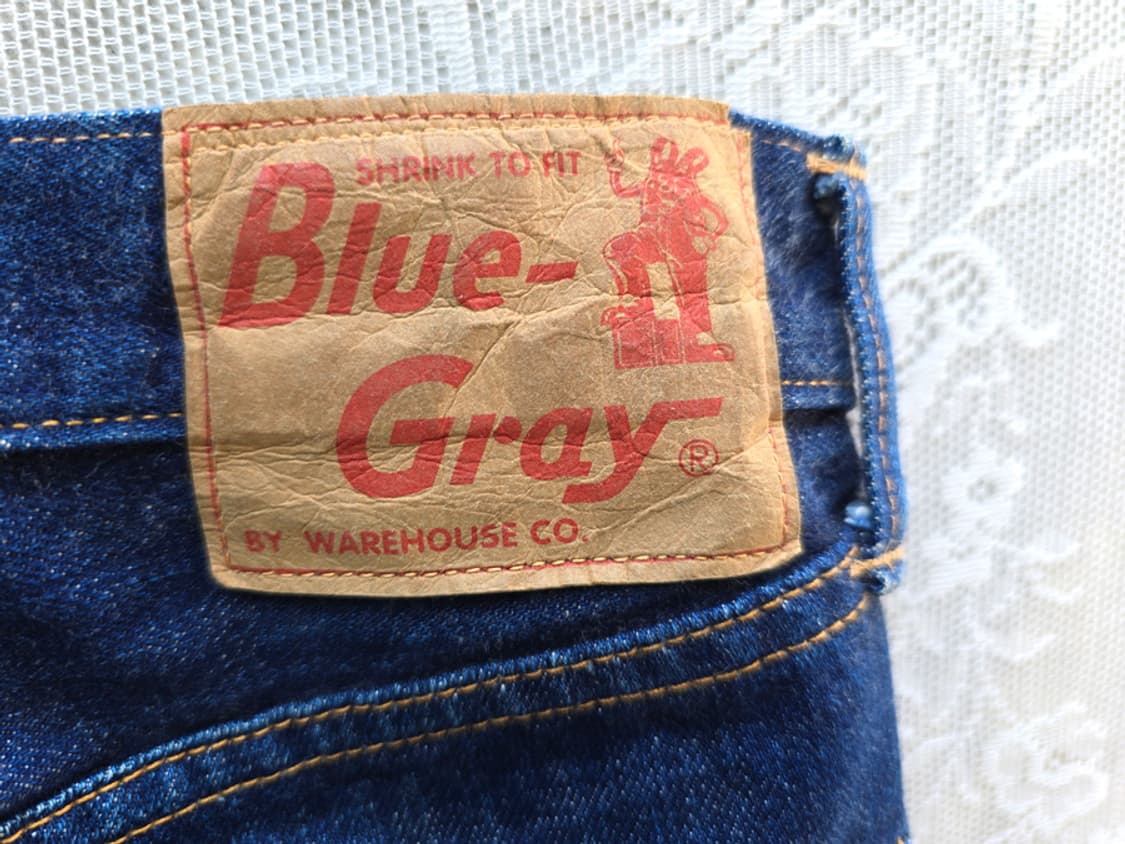 SHRINK TO FIT
Blue-
Gray®
BY WAREHOUSE CO.